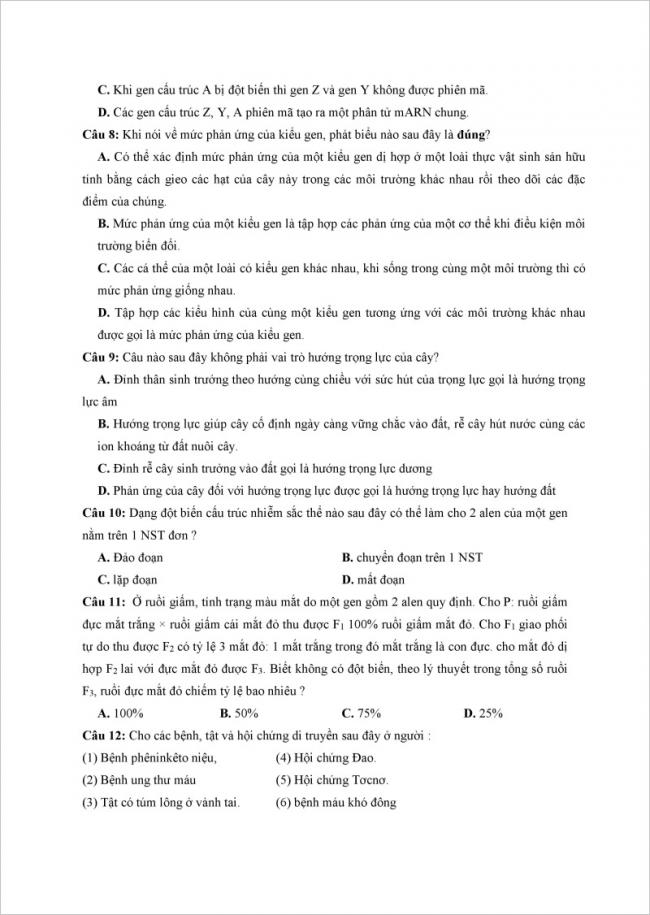 C. Khi gen cấu trúc A bị đột biến thì gen Z và gen Y không được phiên mã.
D. Các gen cấu trúc Z, Y, A phiên mã tạo ra một phân tử mARN chung.
Câu 8: Khi nói về mức phản ứng của kiểu gen, phát biểu nào sau đây là đúng?
A. Có thể xác định mức phản ứng của một kiểu gen dị hợp ở một loài thực vật sinh sản hữu
tính bằng cách gieo các hạt của cây này trong các môi trường khác nhau rồi theo dõi các đặc
điểm của chúng.
B. Mức phản ứng của một kiểu gen là tập hợp các phản ứng của một cơ thể khi điều kiện môi
trường biến đổi.
C. Các cá thể của một loài có kiểu gen khác nhau, khi sống trong cùng một môi trường thì có
mức phản ứng giống nhau.
D. Tập hợp các kiểu hình của cùng một kiểu gen tương ứng với các môi trường khác nhau
được gọi là mức phản ứng của kiểu gen.
Câu 9: Câu nào sau đây không phải vai trò hướng trọng lực của cây?
A. Đỉnh thân sinh trưởng theo hướng cùng chiều với sức hút của trọng lực gọi là hướng trọng
lực âm
B. Hướng trọng lực giúp cây cố định ngày càng vững chắc vào đất, rễ cây hút nước cùng các
ion khoáng từ đất nuôi cây.
C. Đỉnh rễ cây sinh trưởng vào đất gọi là hướng trọng lực dương
D. Phản ứng của cây đối với hướng trọng lực được gọi là hướng trọng lực hay hướng đất
Câu 10: Dạng đột biến cấu trúc nhiễm sắc thể nào sau đây có thể làm cho 2 alen của một gen
nằm trên 1 NST đơn ?
A. Đảo đoạn B. chuyển đoạn trên 1 NST
C. lặp đoạn D. mất đoạn
Câu 11: Ở ruồi giấm, tính trạng màu mắt do một gen gồm 2 alen quy định. Cho P: ruồi giấm
đực mắt trắng × ruồi giấm cái mắt đỏ thu được F₁ 100% ruồi giấm mắt đỏ. Cho F₁ giao phối
tự do thu được F₂ có tỷ lệ 3 mắt đỏ: 1 mắt trắng trong đó mắt trắng là con đực. cho mắt đỏ dị
hợp F₂ lai với đực mắt đỏ được F₃. Biết không có đột biến, theo lý thuyết trong tổng số ruồi
F₃, ruồi đực mắt đỏ chiếm tỷ lệ bao nhiêu ?
A. 100% B. 50% C. 75% D. 25%
Câu 12: Cho các bệnh, tật và hội chứng di truyền sau đây ở người :
(1) Bệnh phêninkêto niệu, (4) Hội chứng Đao.
(2) Bệnh ung thư máu (5) Hội chứng Tơcnơ.
(3) Tật có túm lông ở vành tai. (6) bệnh máu khó đông